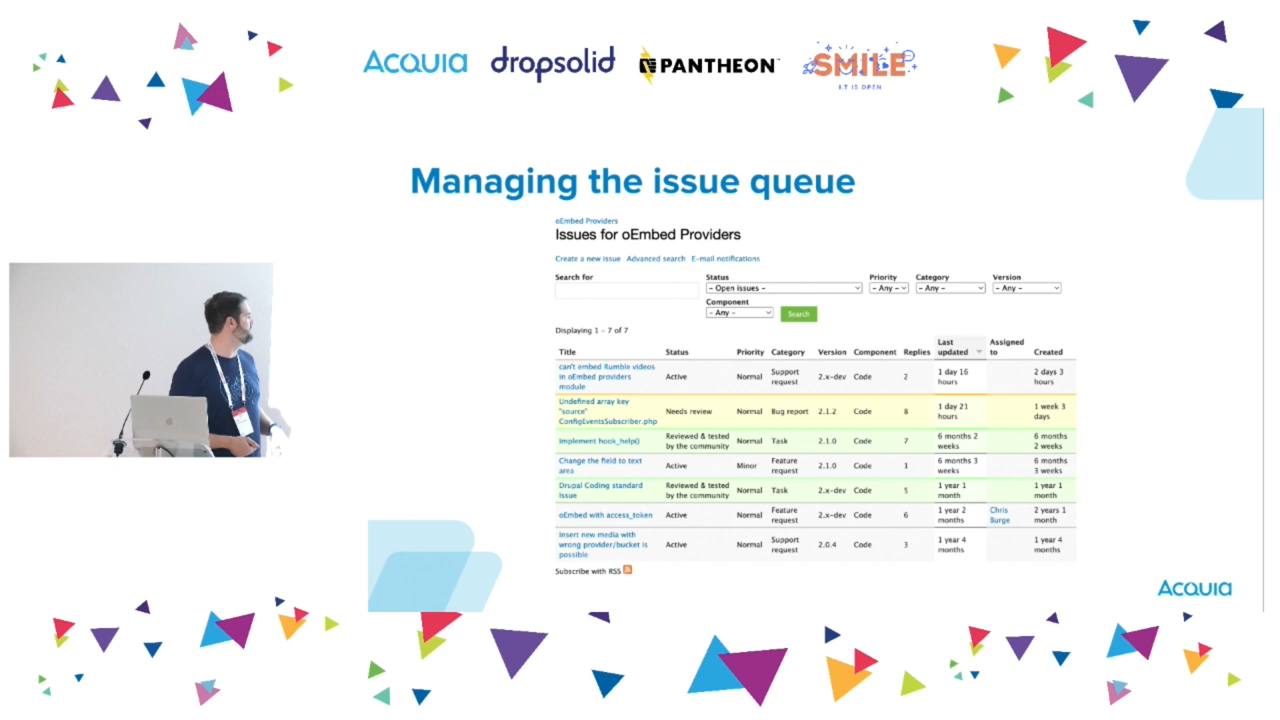 ACQUIA dropsolid PANTHEON SMILE
I.T IS OPEN
Managing the issue queue
oEmbed Providers
Issues for oEmbed Providers
Create a new issue Advanced search E-mail notifications
Search for Status Priority Category Version
- Open issues - - Any - - Any - - Any -
Component
- Any - Search
Displaying 1 – 7 of 7
Title Status Priority Category Version Component Replies Last updated Assigned to Created
can't embed Rumble videos in oEmbed providers module Active Normal Support request 2.x-dev Code 2 1 day 16 hours 2 days 3 hours
Undefined array key "source" ConfigEventsSubscriber.php Needs review Normal Bug report 2.1.2 Code 8 1 day 21 hours 1 week 3 days
Implement hook_help() Reviewed & tested by the community Normal Task 2.1.0 Code 7 6 months 2 weeks 6 months 2 weeks
Change the field to text area Active Minor Feature request 2.1.0 Code 1 6 months 3 weeks 6 months 3 weeks
Drupal Coding standard Issue Reviewed & tested by the community Normal Task 2.x-dev Code 5 1 year 1 month 1 year 1 month
oEmbed with access_token Active Normal Feature request 2.x-dev Code 6 1 year 2 months Chris Burge 2 years 1 month
Insert new media with wrong provider/bucket is possible Active Normal Support request 2.0.4 Code 3 1 year 4 months 1 year 4 months
Subscribe with RSS
ACQUIA